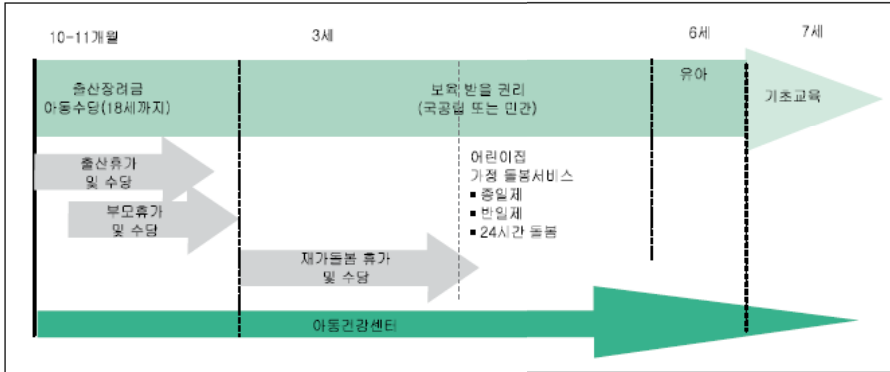 10-11개월
3세
6세
7세
출산장려금
아동수당(18세까지)
보육 받을 권리
(국공립 또는 민간)
유아
기초교육
출산휴가
및 수당
부모휴가
및 수당
어린이집
가정 돌봄서비스
▪ 종일제
▪ 반일제
▪ 24시간 돌봄
재가돌봄 휴가
및 수당
아동건강센터